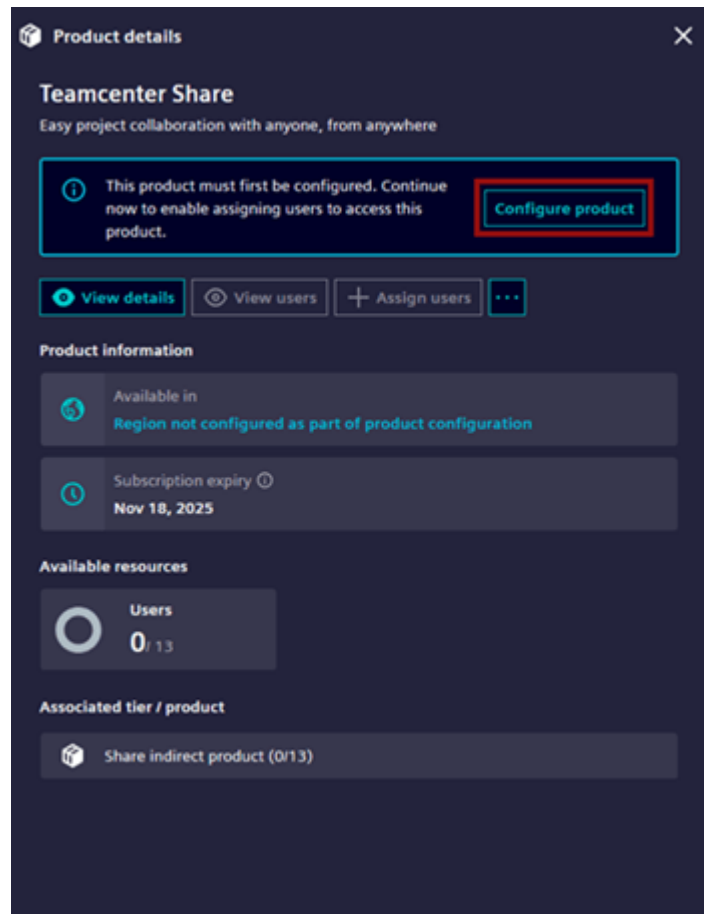 Product details
Teamcenter Share
Easy project collaboration with anyone, from anywhere
This product must first be configured. Continue
now to enable assigning users to access this
product.
Configure product
View details
View users
Assign users
Product information
Available in
Region not configured as part of product configuration
Subscription expiry
Nov 18, 2025
Available resources
Users
0/ 13
Associated tier / product
Share indirect product (0/13)